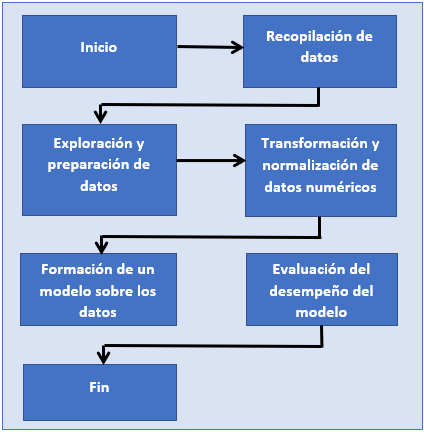 Inicio
Recopilación de
datos
Exploración y
preparación de
datos
Transformación y
normalización de
datos numéricos
Formación de un
modelo sobre los
datos
Evaluación del
desempeño del
modelo
Fin